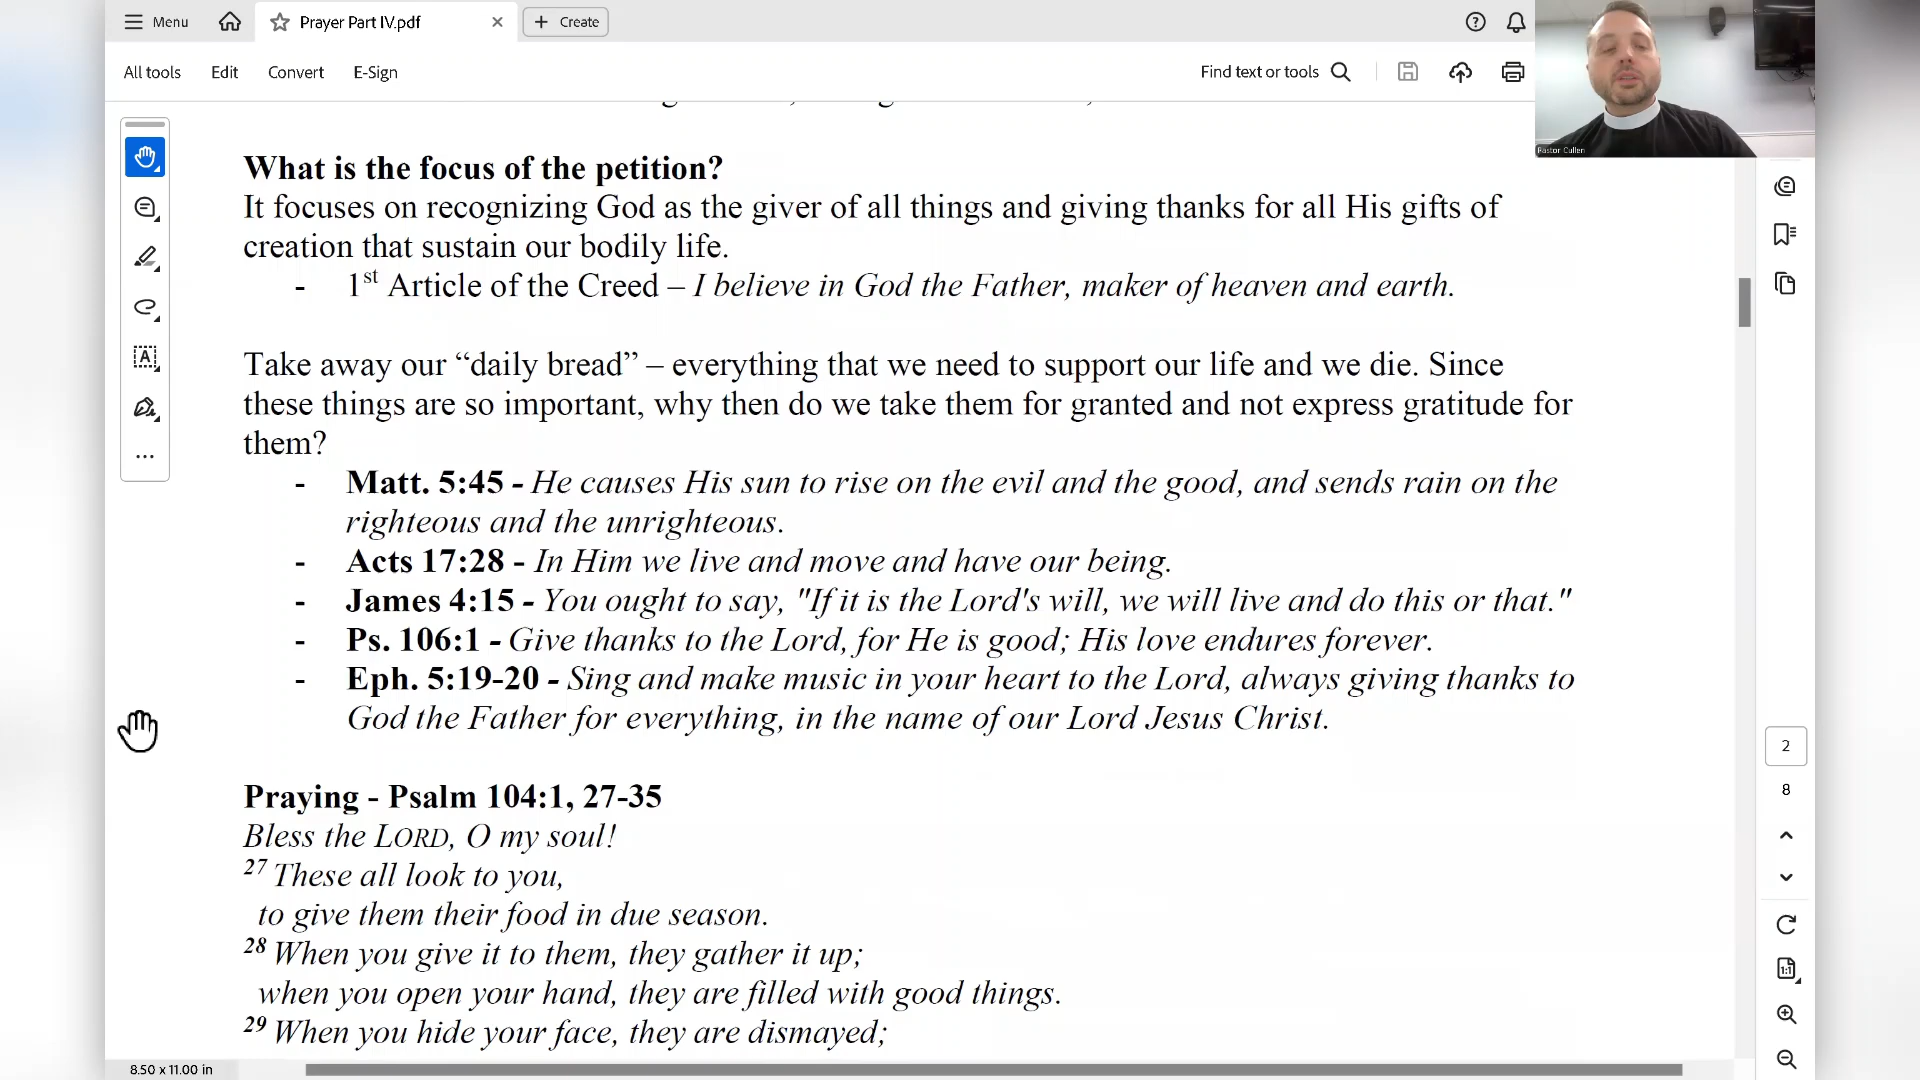 Menu
Prayer Part IV.pdf
Create
All tools
Edit
Convert
E-Sign
Find text or tools
Pastor Cullen
What is the focus of the petition?
It focuses on recognizing God as the giver of all things and giving thanks for all His gifts of
creation that sustain our bodily life.
- 1st Article of the Creed – I believe in God the Father, maker of heaven and earth.
Take away our “daily bread” – everything that we need to support our life and we die. Since
these things are so important, why then do we take them for granted and not express gratitude for
them?
- Matt. 5:45 - He causes His sun to rise on the evil and the good, and sends rain on the
righteous and the unrighteous.
- Acts 17:28 - In Him we live and move and have our being.
- James 4:15 - You ought to say, "If it is the Lord's will, we will live and do this or that."
- Ps. 106:1 - Give thanks to the Lord, for He is good; His love endures forever.
- Eph. 5:19-20 - Sing and make music in your heart to the Lord, always giving thanks to
God the Father for everything, in the name of our Lord Jesus Christ.
Praying - Psalm 104:1, 27-35
Bless the LORD, O my soul!
27 These all look to you,
to give them their food in due season.
28 When you give it to them, they gather it up;
when you open your hand, they are filled with good things.
29 When you hide your face, they are dismayed;
2
8
1:1
8.50 x 11.00 in